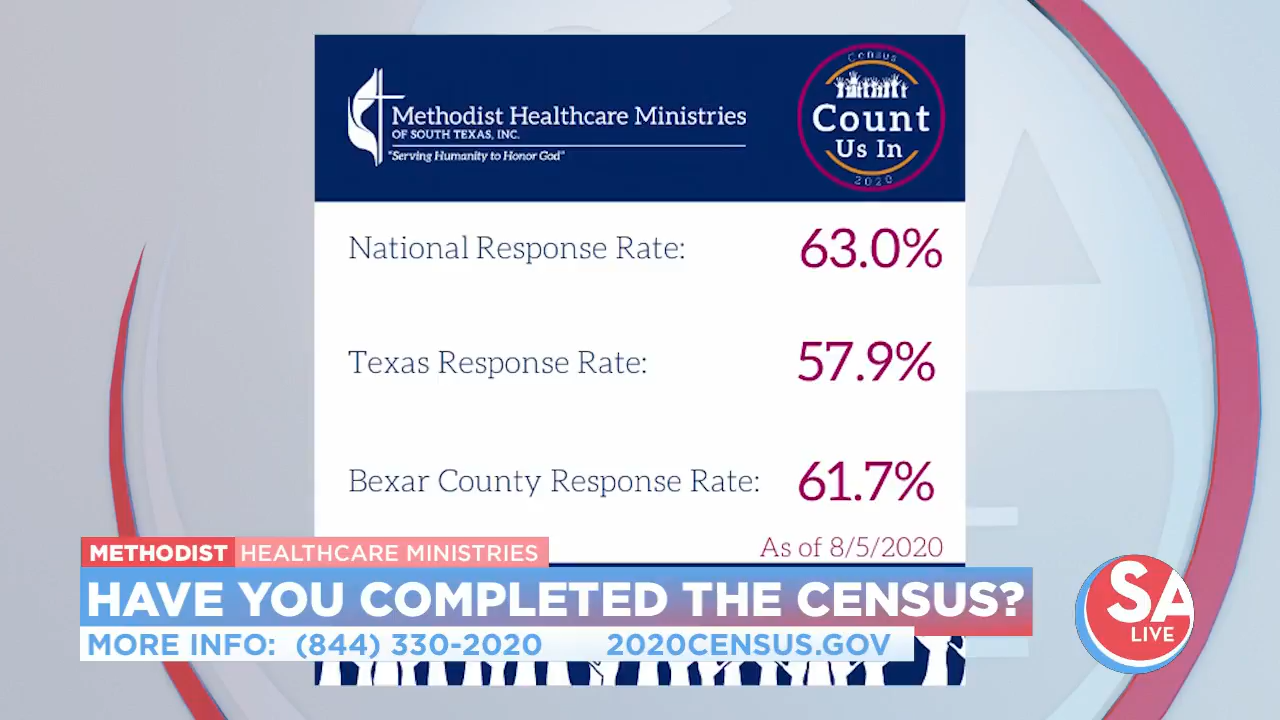 Methodist Healthcare Ministries
OF SOUTH TEXAS, INC.
"Serving Humanity to Honor God"
Census
Count
Us In
2020
National Response Rate: 63.0%
Texas Response Rate: 57.9%
Bexar County Response Rate: 61.7%
As of 8/5/2020
METHODIST HEALTHCARE MINISTRIES
HAVE YOU COMPLETED THE CENSUS?
MORE INFO: (844) 330-2020 2020CENSUS.GOV
SA
LIVE